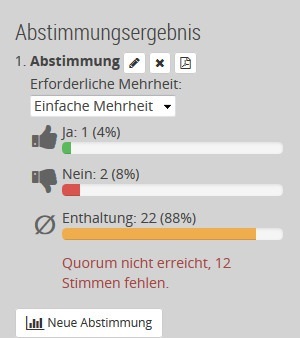 Abstimmungsergebnis
1. Abstimmung
Erforderliche Mehrheit:
Einfache Mehrheit
Ja: 1 (4%)
Nein: 2 (8%)
Enthaltung: 22 (88%)
Quorum nicht erreicht, 12
Stimmen fehlen.
Neue Abstimmung